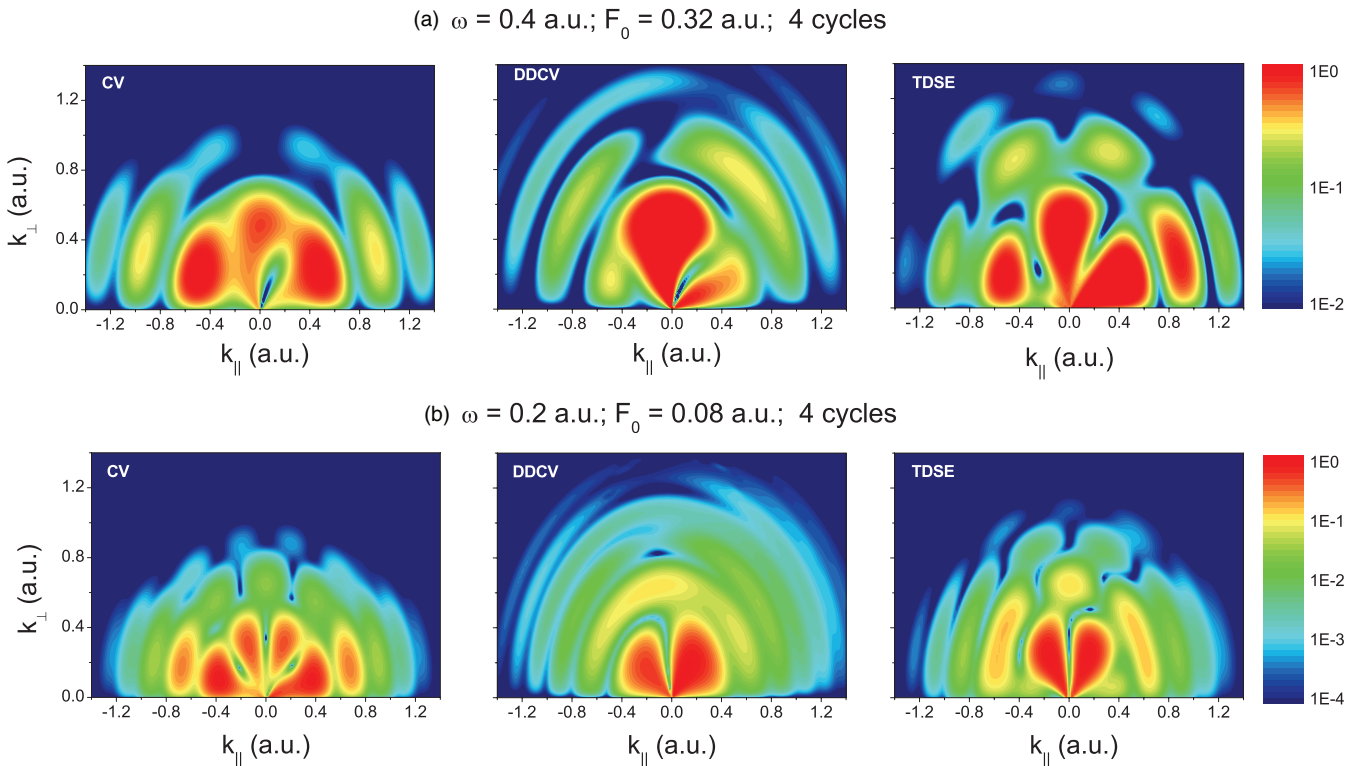 (a) ω = 0.4 a.u.; F₀ = 0.32 a.u.; 4 cycles
CV
DDCV
TDSE
1E0
1E-1
1E-2
1.2
0.8
0.4
0.0
k⊥ (a.u.)
-1.2 -0.8 -0.4 0.0 0.4 0.8 1.2
-1.2 -0.8 -0.4 0.0 0.4 0.8 1.2
-1.2 -0.8 -0.4 0.0 0.4 0.8 1.2
k|| (a.u.)
k|| (a.u.)
k|| (a.u.)
(b) ω = 0.2 a.u.; F₀ = 0.08 a.u.; 4 cycles
CV
DDCV
TDSE
1E0
1E-1
1E-2
1E-3
1E-4
1.2
0.8
0.4
0.0
k⊥ (a.u.)
-1.2 -0.8 -0.4 0.0 0.4 0.8 1.2
-1.2 -0.8 -0.4 0.0 0.4 0.8 1.2
-1.2 -0.8 -0.4 0.0 0.4 0.8 1.2
k|| (a.u.)
k|| (a.u.)
k|| (a.u.)